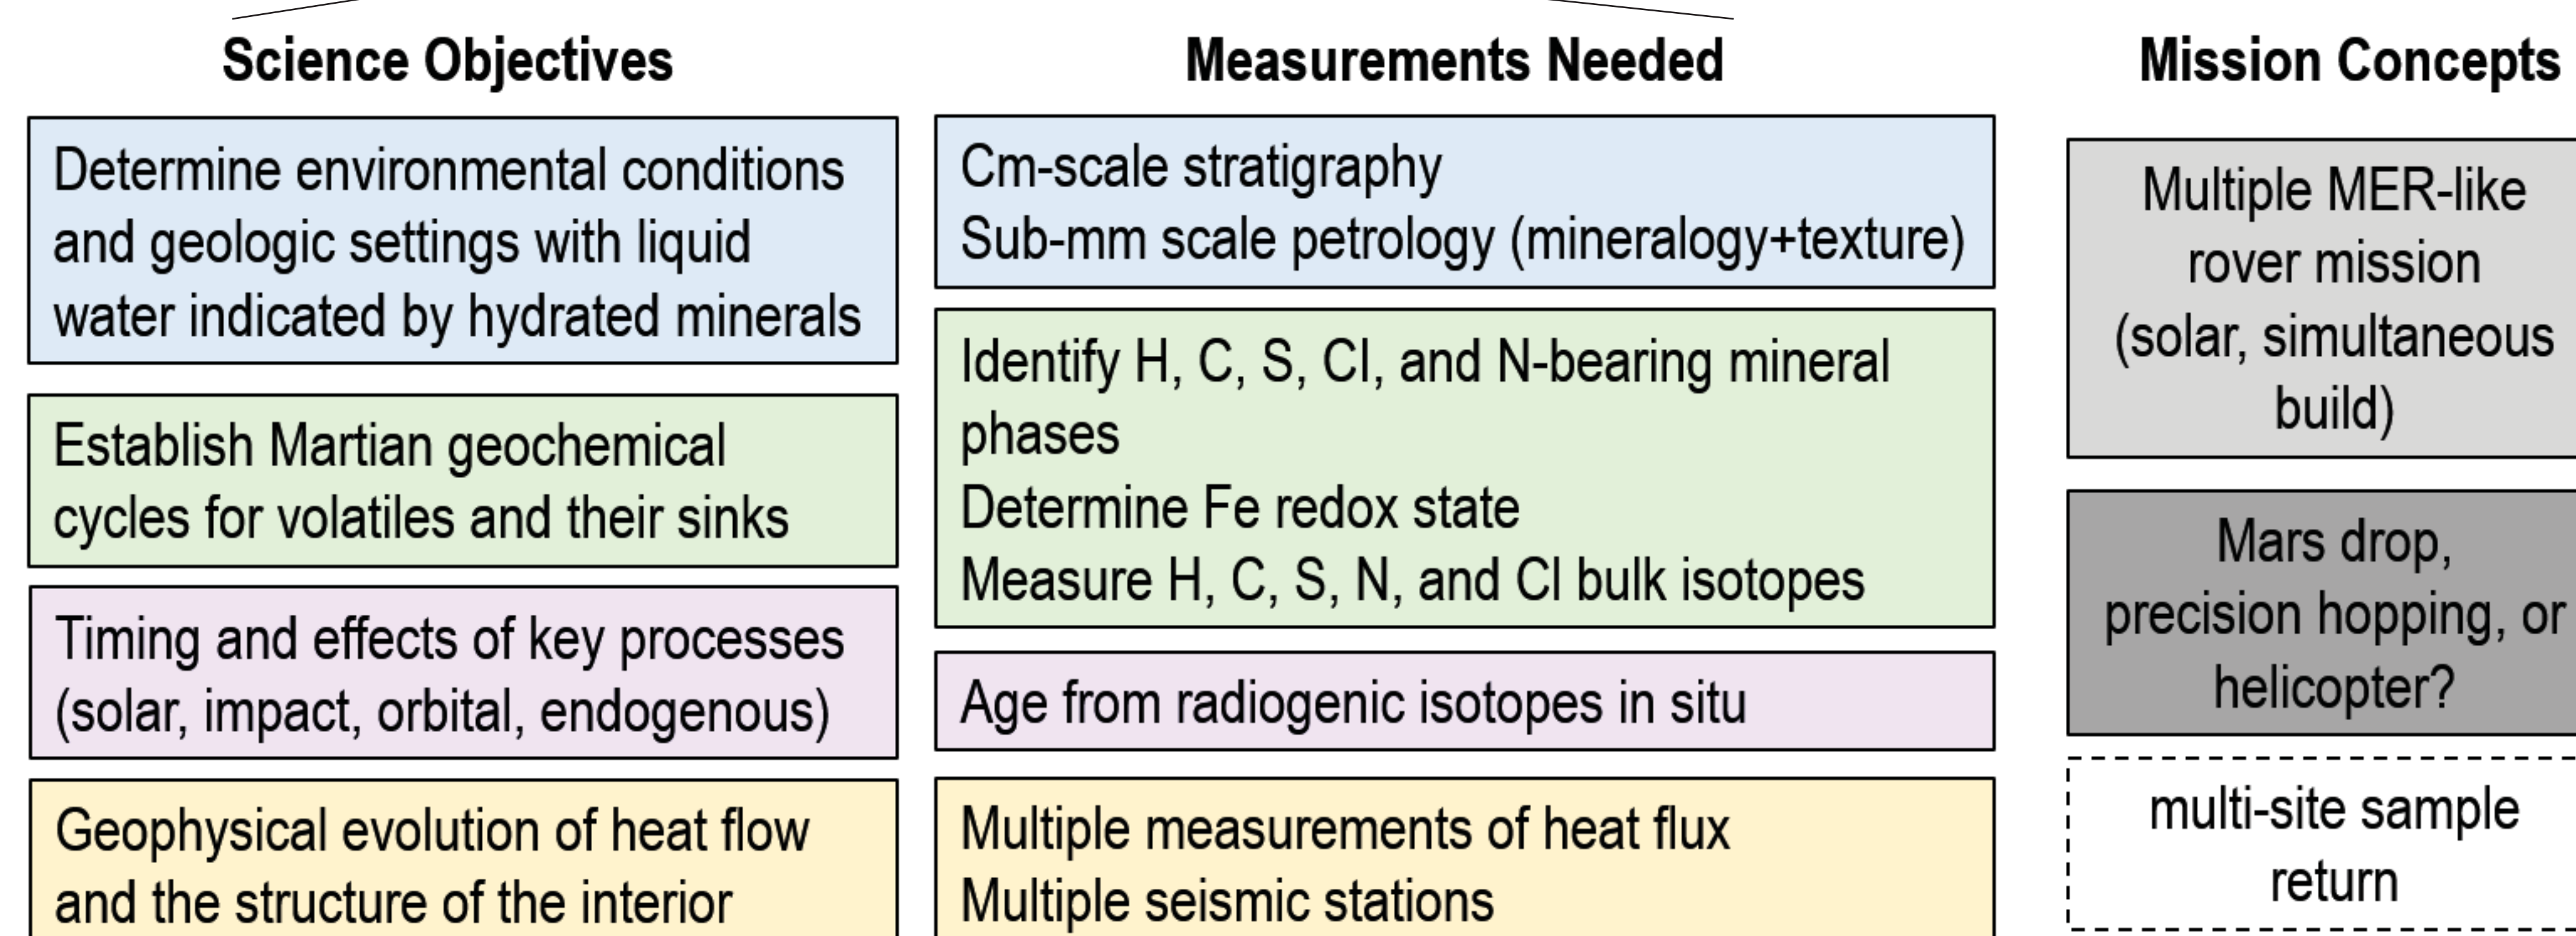 Science Objectives
Determine environmental conditions
and geologic settings with liquid
water indicated by hydrated minerals
Establish Martian geochemical
cycles for volatiles and their sinks
Timing and effects of key processes
(solar, impact, orbital, endogenous)
Geophysical evolution of heat flow
and the structure of the interior
Measurements Needed
Cm-scale stratigraphy
Sub-mm scale petrology (mineralogy+texture)
Identify H, C, S, Cl, and N-bearing mineral
phases
Determine Fe redox state
Measure H, C, S, N, and Cl bulk isotopes
Age from radiogenic isotopes in situ
Multiple measurements of heat flux
Multiple seismic stations
Mission Concepts
Multiple MER-like
rover mission
(solar, simultaneous
build)
Mars drop,
precision hopping, or
helicopter?
multi-site sample
return